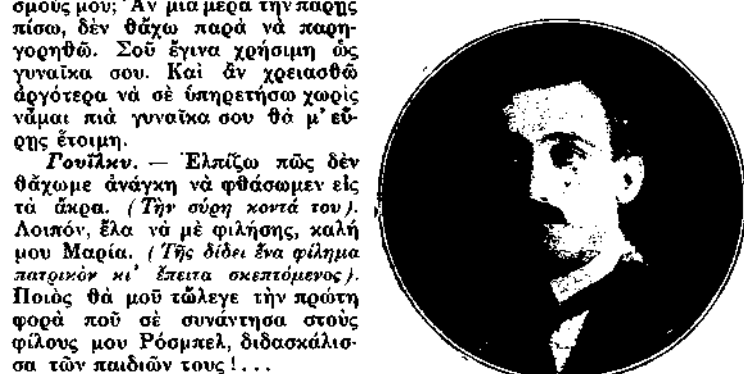 σμούς μου; Ἂν μιὰ μέρα τὴν πάρῃς
πίσω, δὲν θἄχω παρὰ νὰ παρη-
γορηθῶ. Σοῦ ἔγινα χρήσιμη ὡς
γυναῖκα σου. Καὶ ἂν χρειασθῶ
ἀργότερα νὰ σὲ ὑπηρετήσω χωρὶς
νἆμαι πιὰ γυναῖκα σου θὰ μ' εὕ-
ρῃς ἕτοιμη.
Γουΐλκυ. — Ἐλπίζω πῶς δὲν
θἄχωμε ἀνάγκη νὰ φθάσωμεν εἰς
τὰ ἄκρα. (Τὴν σύρῃ κοντά του).
Λοιπόν, ἔλα νὰ μὲ φιλήσῃς, καλή
μου Μαρία. (Τῆς δίδει ἕνα φίλημα
πατρικὸν κι' ἔπειτα σκεπτόμενος).
Ποιὸς θὰ μοῦ τὤλεγε τὴν πρώτη
φορὰ ποῦ σὲ συνάντησα στοὺς
φίλους μου Ρόσμπελ, διδασκάλισ-
σα τῶν παιδιῶν τους!...